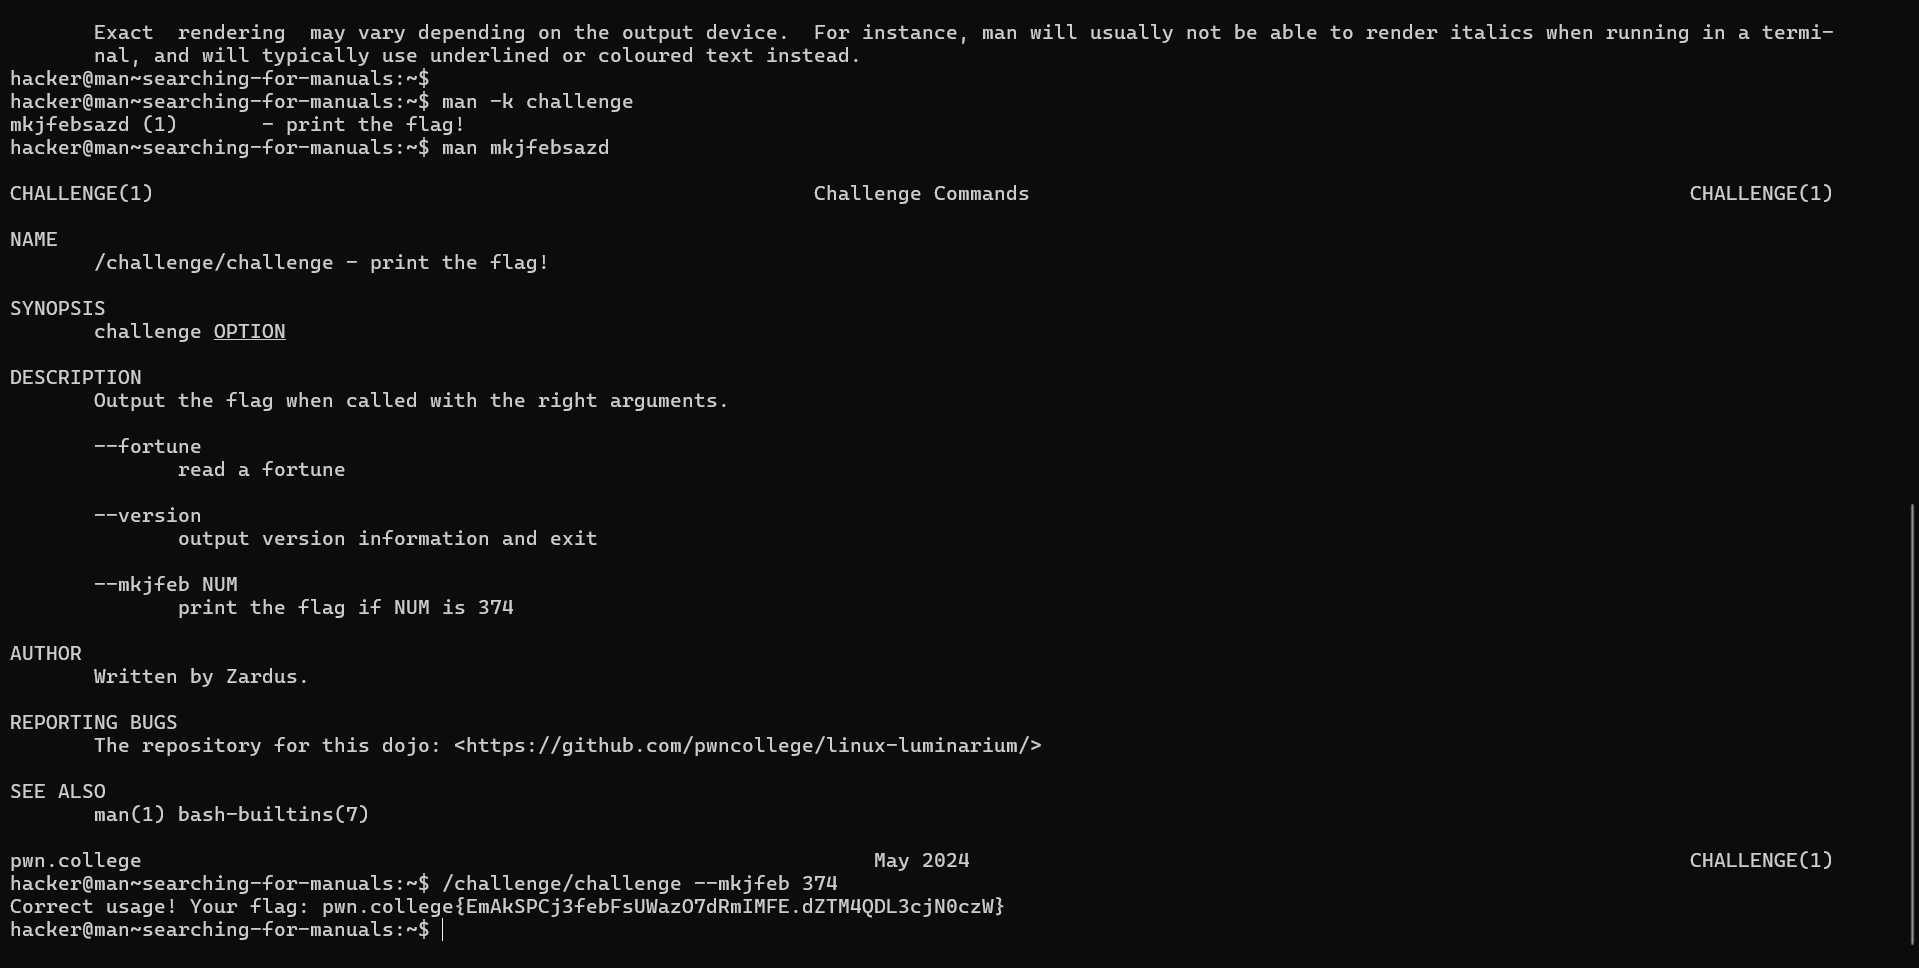 Exact  rendering  may vary depending on the output device.  For instance, man will usually not be able to render italics when running in a termi-
nal, and will typically use underlined or coloured text instead.
hacker@man~searching-for-manuals:~$
hacker@man~searching-for-manuals:~$ man -k challenge
mkjfebsazd (1)       - print the flag!
hacker@man~searching-for-manuals:~$ man mkjfebsazd
CHALLENGE(1) Challenge Commands CHALLENGE(1)
NAME
/challenge/challenge - print the flag!
SYNOPSIS
challenge OPTION
DESCRIPTION
Output the flag when called with the right arguments.
--fortune
read a fortune
--version
output version information and exit
--mkjfeb NUM
print the flag if NUM is 374
AUTHOR
Written by Zardus.
REPORTING BUGS
The repository for this dojo: <https://github.com/pwncollege/linux-luminarium/>
SEE ALSO
man(1) bash-builtins(7)
pwn.college May 2024 CHALLENGE(1)
hacker@man~searching-for-manuals:~$ /challenge/challenge --mkjfeb 374
Correct usage! Your flag: pwn.college{EmAkSPCj3febFsUWazO7dRmIMFE.dZTM4QDL3cjN0czW}
hacker@man~searching-for-manuals:~$